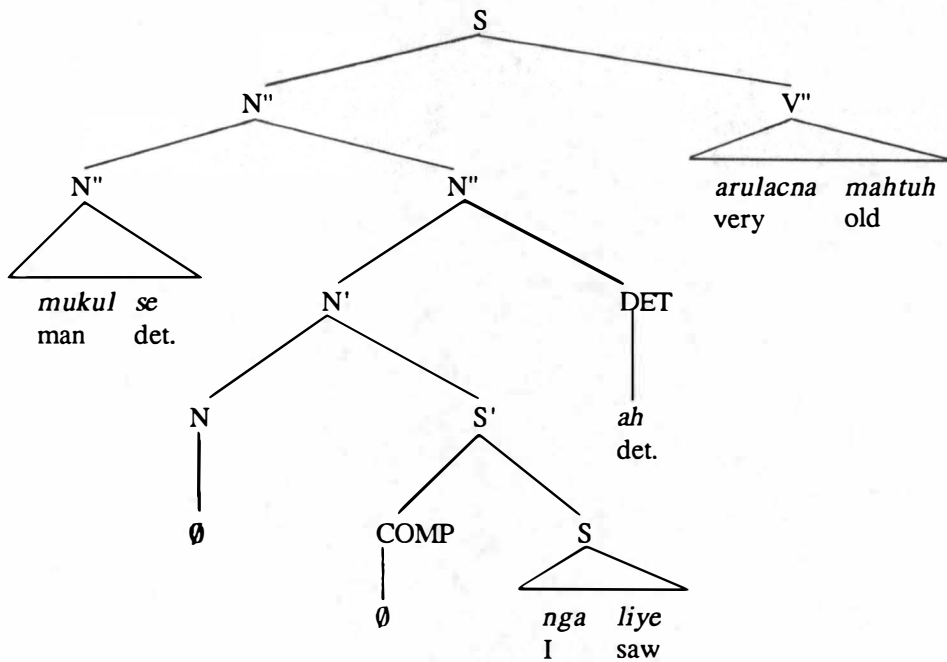 S
N" V"
N" N" arulacna mahtuh
very old
mukul se N' DET
man det.
N S' ah
det.
Ø COMP S
Ø nga liye
I saw